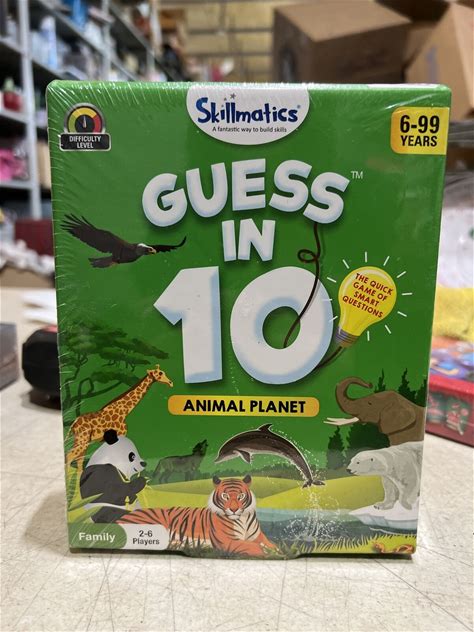 Skillmatics®
A fantastic way to build skills
DIFFICULTY
LEVEL
6-99
YEARS
GUESS™
IN
10
THE QUICK
GAME OF
SMART
QUESTIONS
ANIMAL PLANET
Family
2-6
Players